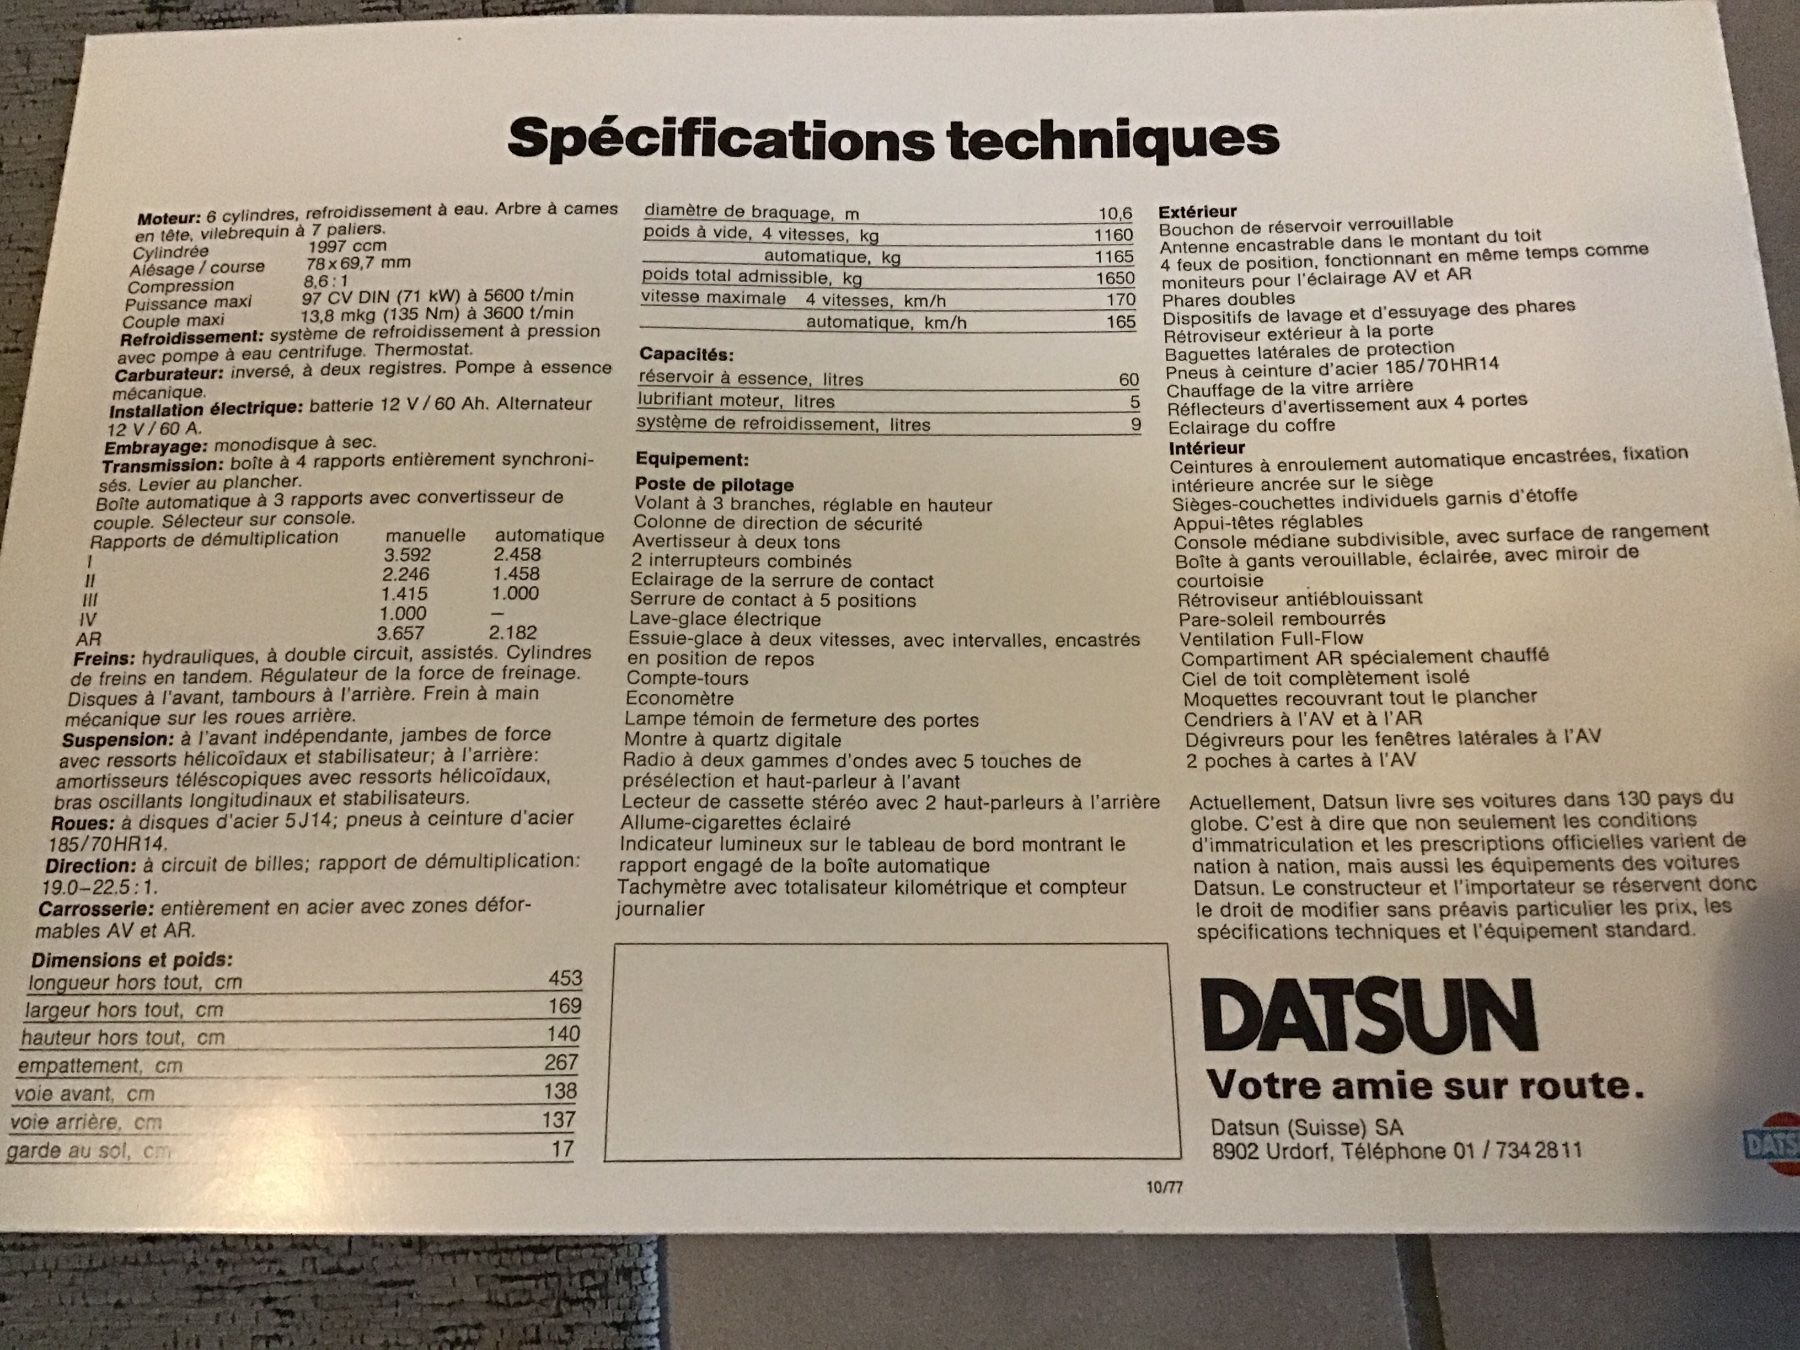 Spécifications techniques
Moteur: 6 cylindres, refroidissement à eau. Arbre à cames
en tête, vilebrequin à 7 paliers.
Cylindrée 1997 ccm
Alésage / course 78 x 69,7 mm
Compression 8,6 : 1
Puissance maxi 97 CV DIN (71 kW) à 5600 t/min
Couple maxi 13,8 mkg (135 Nm) à 3600 t/min
Refroidissement: système de refroidissement à pression
avec pompe à eau centrifuge. Thermostat.
Carburateur: inversé, à deux registres. Pompe à essence
mécanique.
Installation électrique: batterie 12 V / 60 Ah. Alternateur
12 V / 60 A.
Embrayage: monodisque à sec.
Transmission: boîte à 4 rapports entièrement synchroni-
sés. Levier au plancher.
Boîte automatique à 3 rapports avec convertisseur de
couple. Sélecteur sur console.
Rapports de démultiplication manuelle automatique
I 3.592 2.458
II 2.246 1.458
III 1.415 1.000
IV 1.000 –
AR 3.657 2.182
Freins: hydrauliques, à double circuit, assistés. Cylindres
de freins en tandem. Régulateur de la force de freinage.
Disques à l'avant, tambours à l'arrière. Frein à main
mécanique sur les roues arrière.
Suspension: à l'avant indépendante, jambes de force
avec ressorts hélicoïdaux et stabilisateur; à l'arrière:
amortisseurs téléscopiques avec ressorts hélicoïdaux,
bras oscillants longitudinaux et stabilisateurs.
Roues: à disques d'acier 5 J 14; pneus à ceinture d'acier
185/70 HR 14.
Direction: à circuit de billes; rapport de démultiplication:
19.0–22.5 : 1.
Carrosserie: entièrement en acier avec zones défor-
mables AV et AR.
Dimensions et poids:
longueur hors tout, cm 453
largeur hors tout, cm 169
hauteur hors tout, cm 140
empattement, cm 267
voie avant, cm 138
voie arrière, cm 137
garde au sol, cm 17
diamètre de braquage, m 10,6
poids à vide, 4 vitesses, kg 1160
automatique, kg 1165
poids total admissible, kg 1650
vitesse maximale 4 vitesses, km/h 170
automatique, km/h 165
Capacités:
réservoir à essence, litres 60
lubrifiant moteur, litres 5
système de refroidissement, litres 9
Equipement:
Poste de pilotage
Volant à 3 branches, réglable en hauteur
Colonne de direction de sécurité
Avertisseur à deux tons
2 interrupteurs combinés
Eclairage de la serrure de contact
Serrure de contact à 5 positions
Lave-glace électrique
Essuie-glace à deux vitesses, avec intervalles, encastrés
en position de repos
Compte-tours
Economètre
Lampe témoin de fermeture des portes
Montre à quartz digitale
Radio à deux gammes d'ondes avec 5 touches de
présélection et haut-parleur à l'avant
Lecteur de cassette stéréo avec 2 haut-parleurs à l'arrière
Allume-cigarettes éclairé
Indicateur lumineux sur le tableau de bord montrant le
rapport engagé de la boîte automatique
Tachymètre avec totalisateur kilométrique et compteur
journalier
10/77
Extérieur
Bouchon de réservoir verrouillable
Antenne encastrable dans le montant du toit
4 feux de position, fonctionnant en même temps comme
moniteurs pour l'éclairage AV et AR
Phares doubles
Dispositifs de lavage et d'essuyage des phares
Rétroviseur extérieur à la porte
Baguettes latérales de protection
Pneus à ceinture d'acier 185/70 HR 14
Chauffage de la vitre arrière
Réflecteurs d'avertissement aux 4 portes
Eclairage du coffre
Intérieur
Ceintures à enroulement automatique encastrées, fixation
intérieure ancrée sur le siège
Sièges-couchettes individuels garnis d'étoffe
Appui-têtes réglables
Console médiane subdivisible, avec surface de rangement
Boîte à gants verouillable, éclairée, avec miroir de
courtoisie
Rétroviseur antiéblouissant
Pare-soleil rembourrés
Ventilation Full-Flow
Compartiment AR spécialement chauffé
Ciel de toit complètement isolé
Moquettes recouvrant tout le plancher
Cendriers à l'AV et à l'AR
Dégivreurs pour les fenêtres latérales à l'AV
2 poches à cartes à l'AV
Actuellement, Datsun livre ses voitures dans 130 pays du
globe. C'est à dire que non seulement les conditions
d'immatriculation et les prescriptions officielles varient de
nation à nation, mais aussi les équipements des voitures
Datsun. Le constructeur et l'importateur se réservent donc
le droit de modifier sans préavis particulier les prix, les
spécifications techniques et l'équipement standard.
DATSUN
Votre amie sur route.
Datsun (Suisse) SA
8902 Urdorf, Téléphone 01 / 734 28 11
DATS